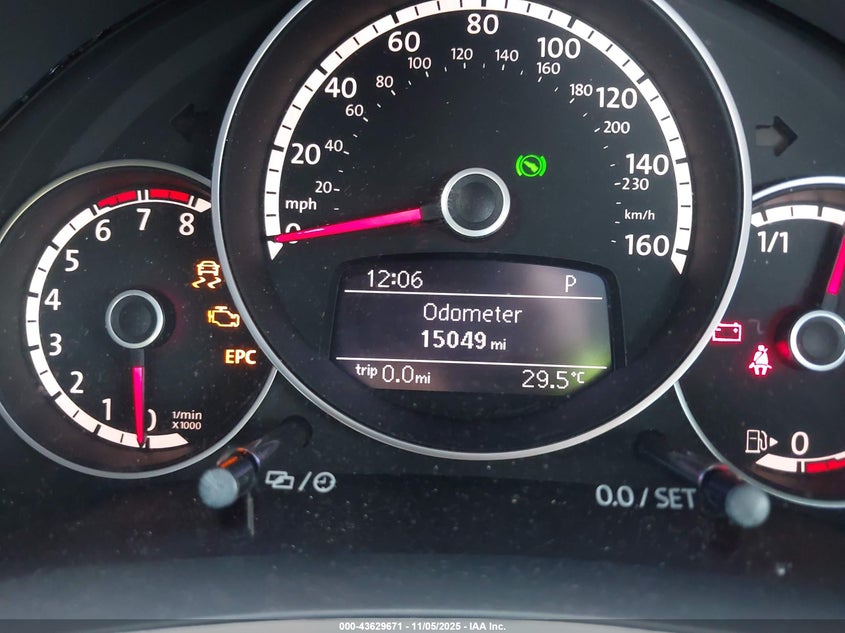 80
60
100
80
120
140
100
160
40
60
180
120
200
20
40
140
20
230
mph
km/h
0
160
12:06 P
Odometer
15049 mi
trip 0.0mi 29.5°C
8
7
6
5
4
3
2
1
0
1/min
X1000
EPC
1/1
0
0.0 / SET
000-43629671 - 11/05/2025 - IAA Inc.